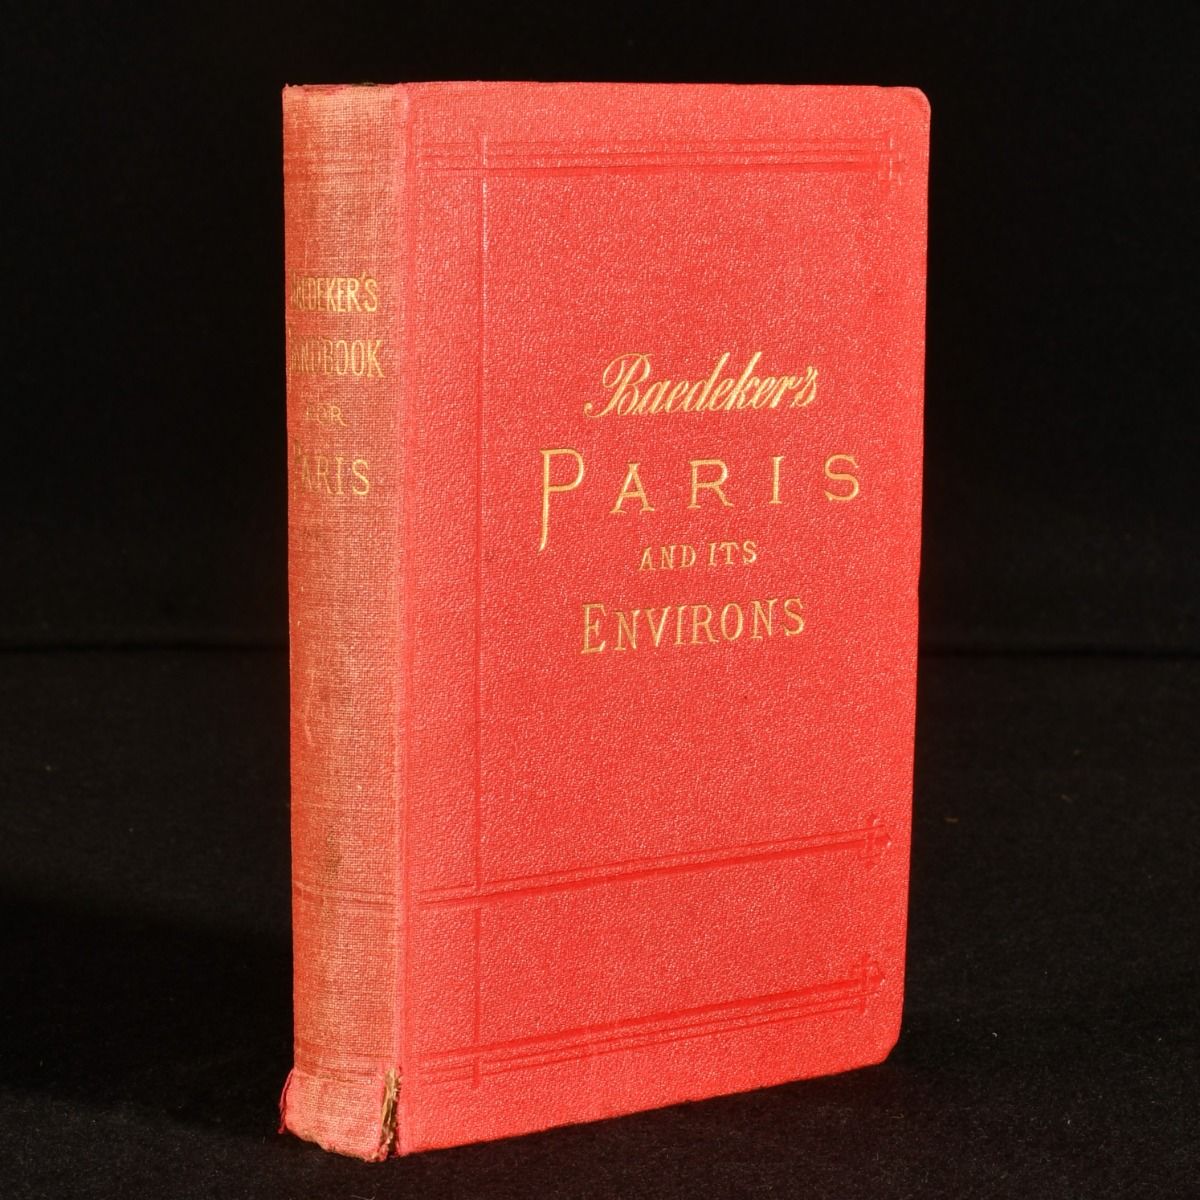 BAEDEKER'S
HANDBOOK
FOR
PARIS
Baedeker's
PARIS
AND ITS
ENVIRONS